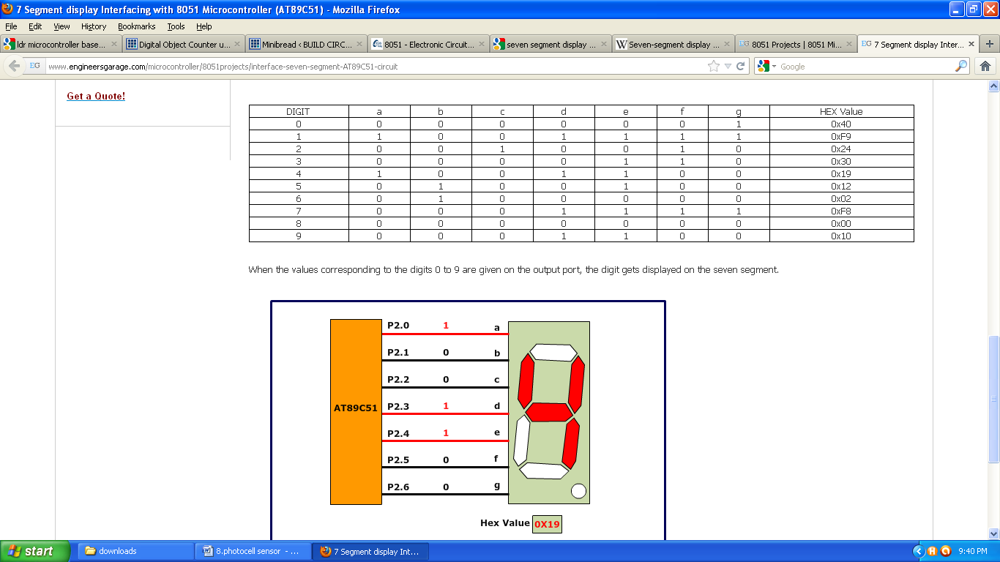 7 Segment display Interfacing with 8051 Microcontroller (AT89C51) - Mozilla Firefox
File Edit View History Bookmarks Tools Help
ldr microcontroller base... Digital Object Counter u... Minibread ‹ BUILD CIRC... 8051 - Electronic Circuit... seven segment display ... Seven-segment display ... EG 8051 Projects | 8051 Mi... EG 7 Segment display Inter...
EG www.engineersgarage.com/microcontroller/8051projects/interface-seven-segment-AT89C51-circuit Google
Get a Quote!
DIGIT a b c d e f g HEX Value
0 0 0 0 0 0 0 1 0x40
1 1 0 0 1 1 1 1 0xF9
2 0 0 1 0 0 1 0 0x24
3 0 0 0 0 1 1 0 0x30
4 1 0 0 1 1 0 0 0x19
5 0 1 0 0 1 0 0 0x12
6 0 1 0 0 0 0 0 0x02
7 0 0 0 1 1 1 1 0xF8
8 0 0 0 0 0 0 0 0x00
9 0 0 0 1 1 0 0 0x10
When the values corresponding to the digits 0 to 9 are given on the output port, the digit gets displayed on the seven segment.
P2.0 1 a
P2.1 0 b
P2.2 0 c
AT89C51 P2.3 1 d
P2.4 1 e
P2.5 0 f
P2.6 0 g
Hex Value 0X19
start downloads 8.photocell sensor - ... 7 Segment display Int... 9:40 PM